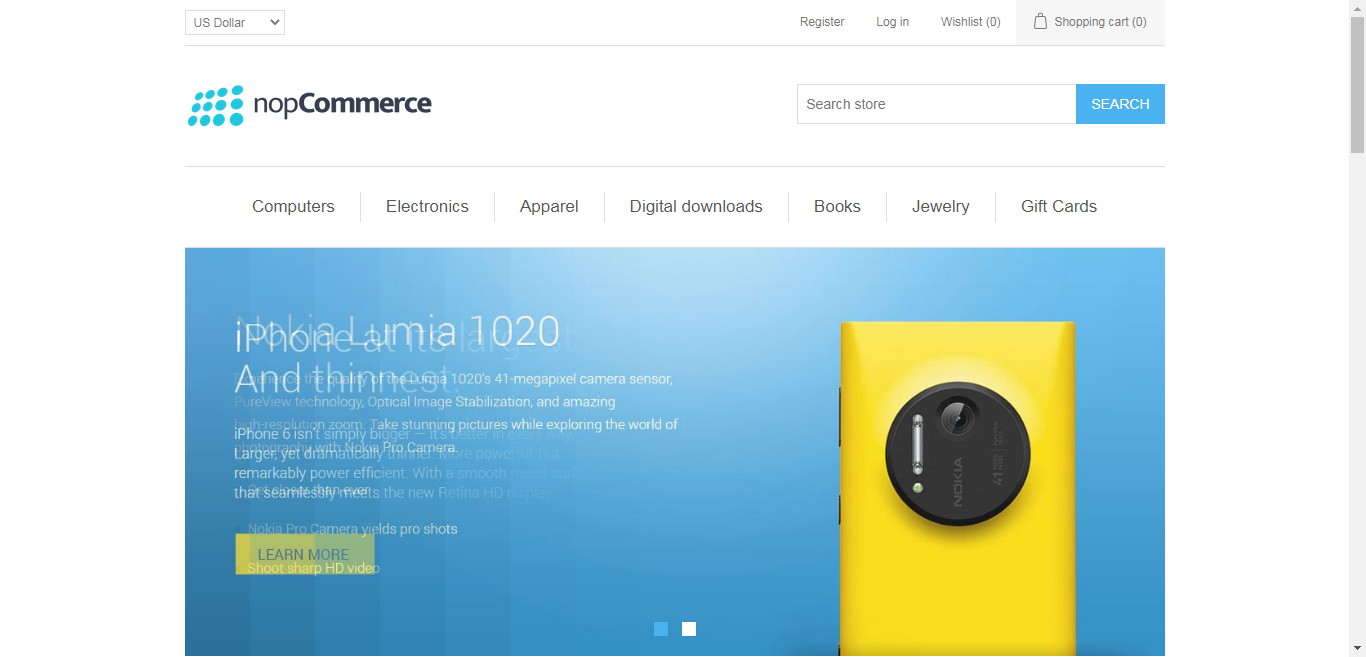 US Dollar
Register
Log in
Wishlist (0)
Shopping cart (0)
nopCommerce
Search store
SEARCH
Computers
Electronics
Apparel
Digital downloads
Books
Jewelry
Gift Cards
Nokia Lumia 1020
iPhone at its largest
And thinnest.
Experience the quality of the Lumia 1020's 41-megapixel camera sensor,
PureView technology, Optical Image Stabilization, and amazing
high-resolution zoom. Take stunning pictures while exploring the world of
photography with Nokia Pro Camera.
iPhone 6 isn't simply bigger — it's better in every way.
Larger, yet dramatically thinner. More powerful, but
remarkably power efficient. With a smooth metal
that seamlessly meets the new Retina HD display.
Get closer than ever
Nokia Pro Camera yields pro shots
Shoot sharp HD video
LEARN MORE
NOKIA
41